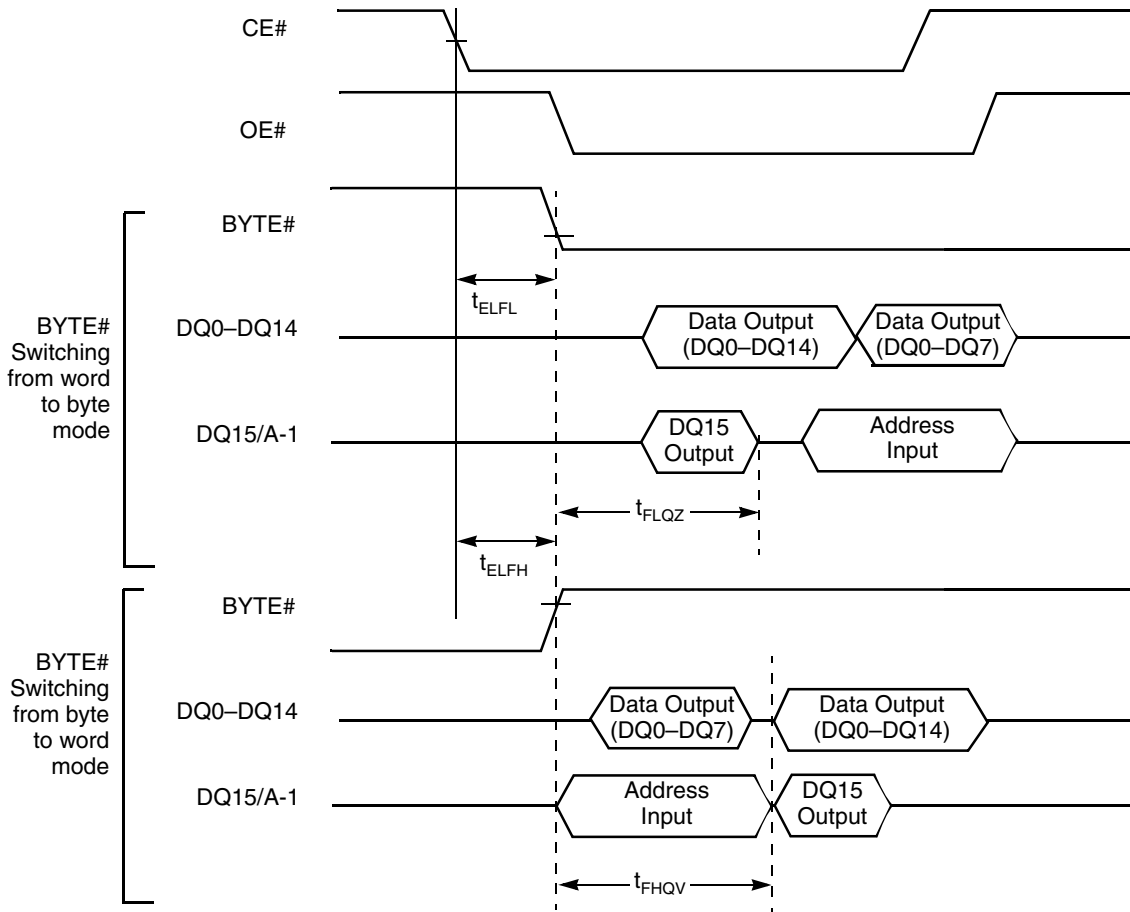 CE#
OE#
BYTE#
tELFL
BYTE#
Switching
from word
to byte
mode
DQ0–DQ14
Data Output
(DQ0–DQ14)
Data Output
(DQ0–DQ7)
DQ15/A-1
DQ15
Output
Address
Input
tFLQZ
tELFH
BYTE#
BYTE#
Switching
from byte
to word
mode
DQ0–DQ14
Data Output
(DQ0–DQ7)
Data Output
(DQ0–DQ14)
DQ15/A-1
Address
Input
DQ15
Output
tFHQV